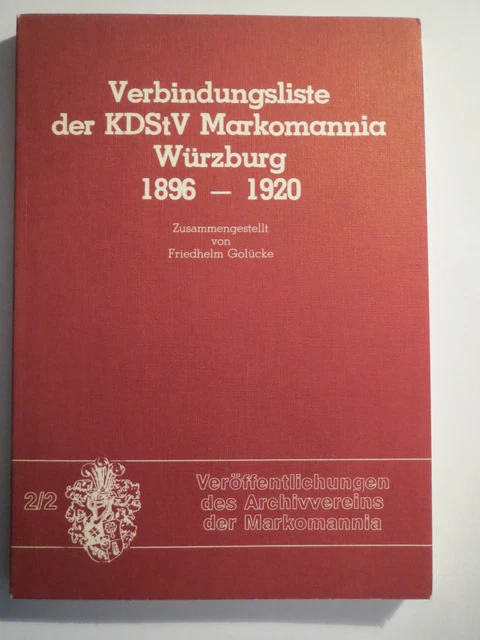 Verbindungsliste
der KDStV Markomannia
Würzburg
1896 – 1920
Zusammengestellt
von
Friedhelm Golücke
2/2
Veröffentlichungen
des Archivvereins
der Markomannia